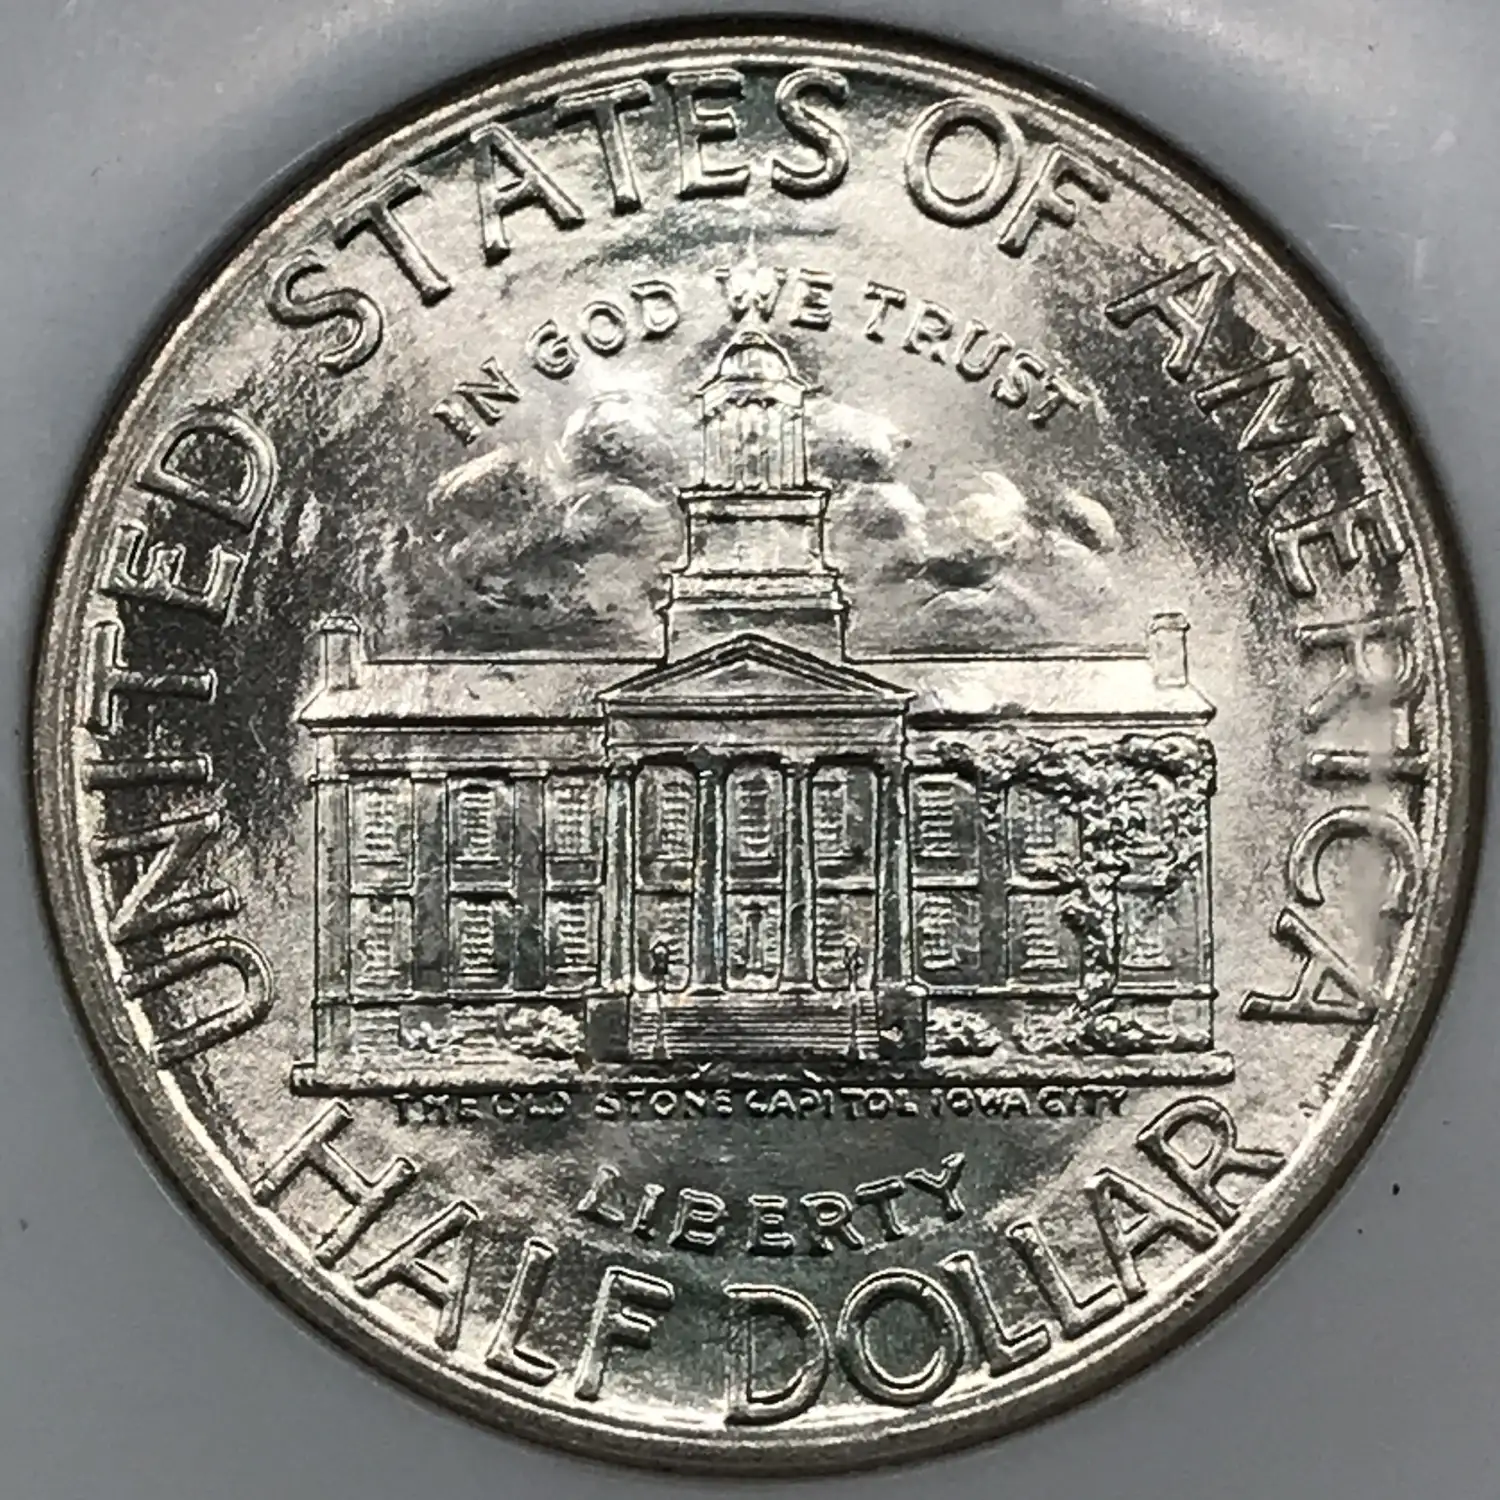 UNITED STATES OF AMERICA
IN GOD WE TRUST
THE OLD STONE CAPITOL IOWA CITY
LIBERTY
HALF DOLLAR